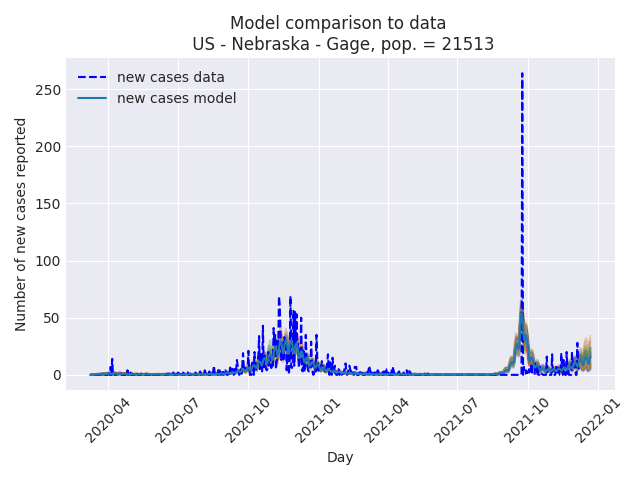 Model comparison to data
US - Nebraska - Gage, pop. = 21513
new cases data
new cases model
Number of new cases reported
250
200
150
100
50
0
2020-04
2020-07
2020-10
2021-01
2021-04
2021-07
2021-10
2022-01
Day